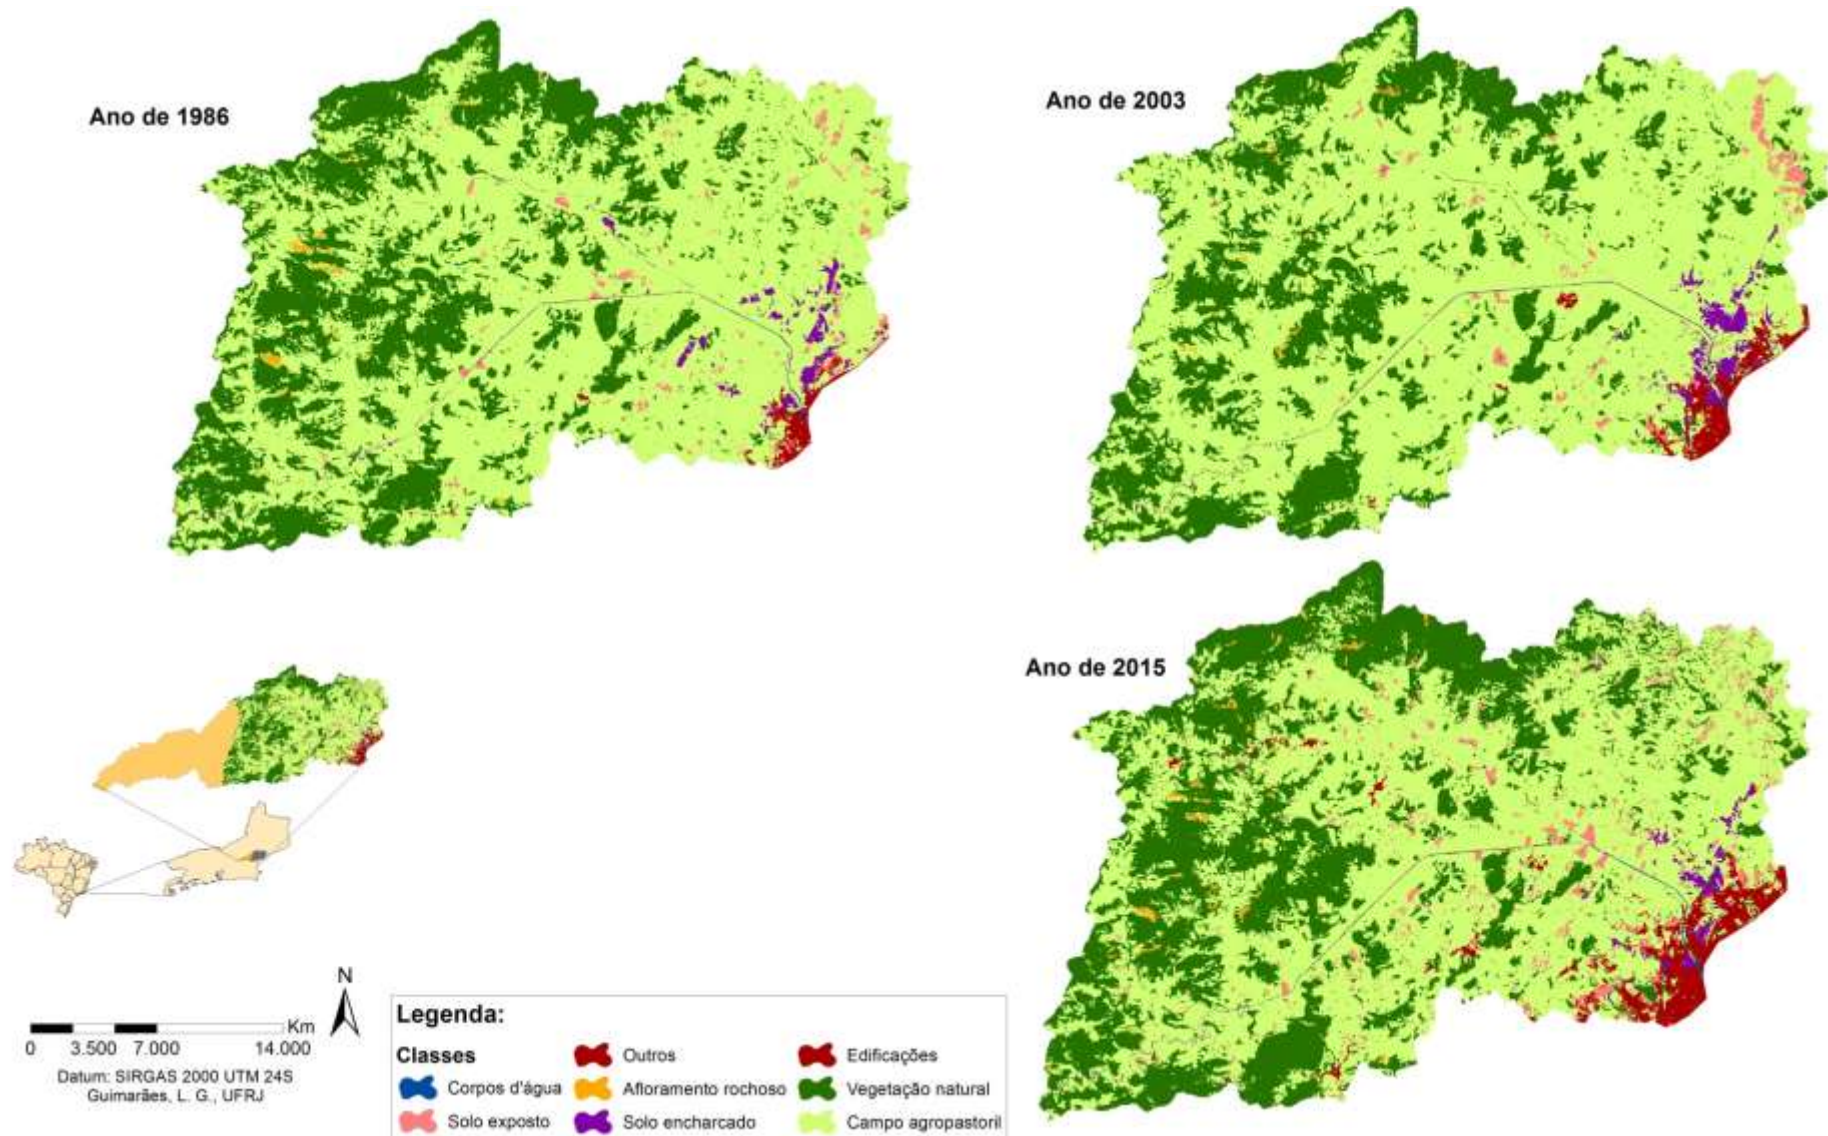 Ano de 1986
Ano de 2003
Ano de 2015
N
Km
0 3.500 7.000 14.000
Datum: SIRGAS 2000 UTM 24S
Guimarães, L. G., UFRJ
Legenda:
Classes
Outros
Edificações
Corpos d'água
Afloramento rochoso
Vegetação natural
Solo exposto
Solo encharcado
Campo agropastoril